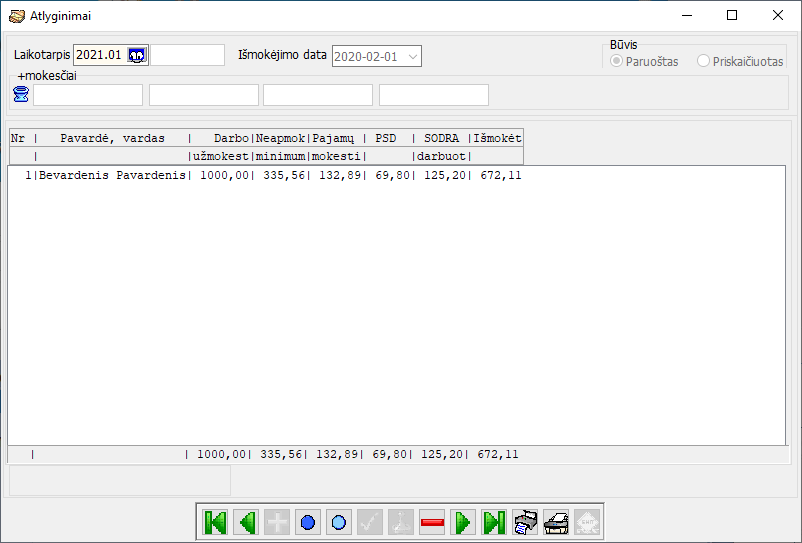 Atlyginimai
Laikotarpis 2021.01 Išmokėjimo data 2020-02-01
Būvis
Paruoštas Priskaičiuotas
+mokesčiai
Nr | Pavardė, vardas | Darbo|Neapmok|Pajamų | PSD | SODRA |Išmokėt
| |užmokest|minimum|mokesti| |darbuot|
1|Bevardenis Pavardenis| 1000,00| 335,56| 132,89| 69,80| 125,20| 672,11
| | 1000,00| 335,56| 132,89| 69,80| 125,20| 672,11